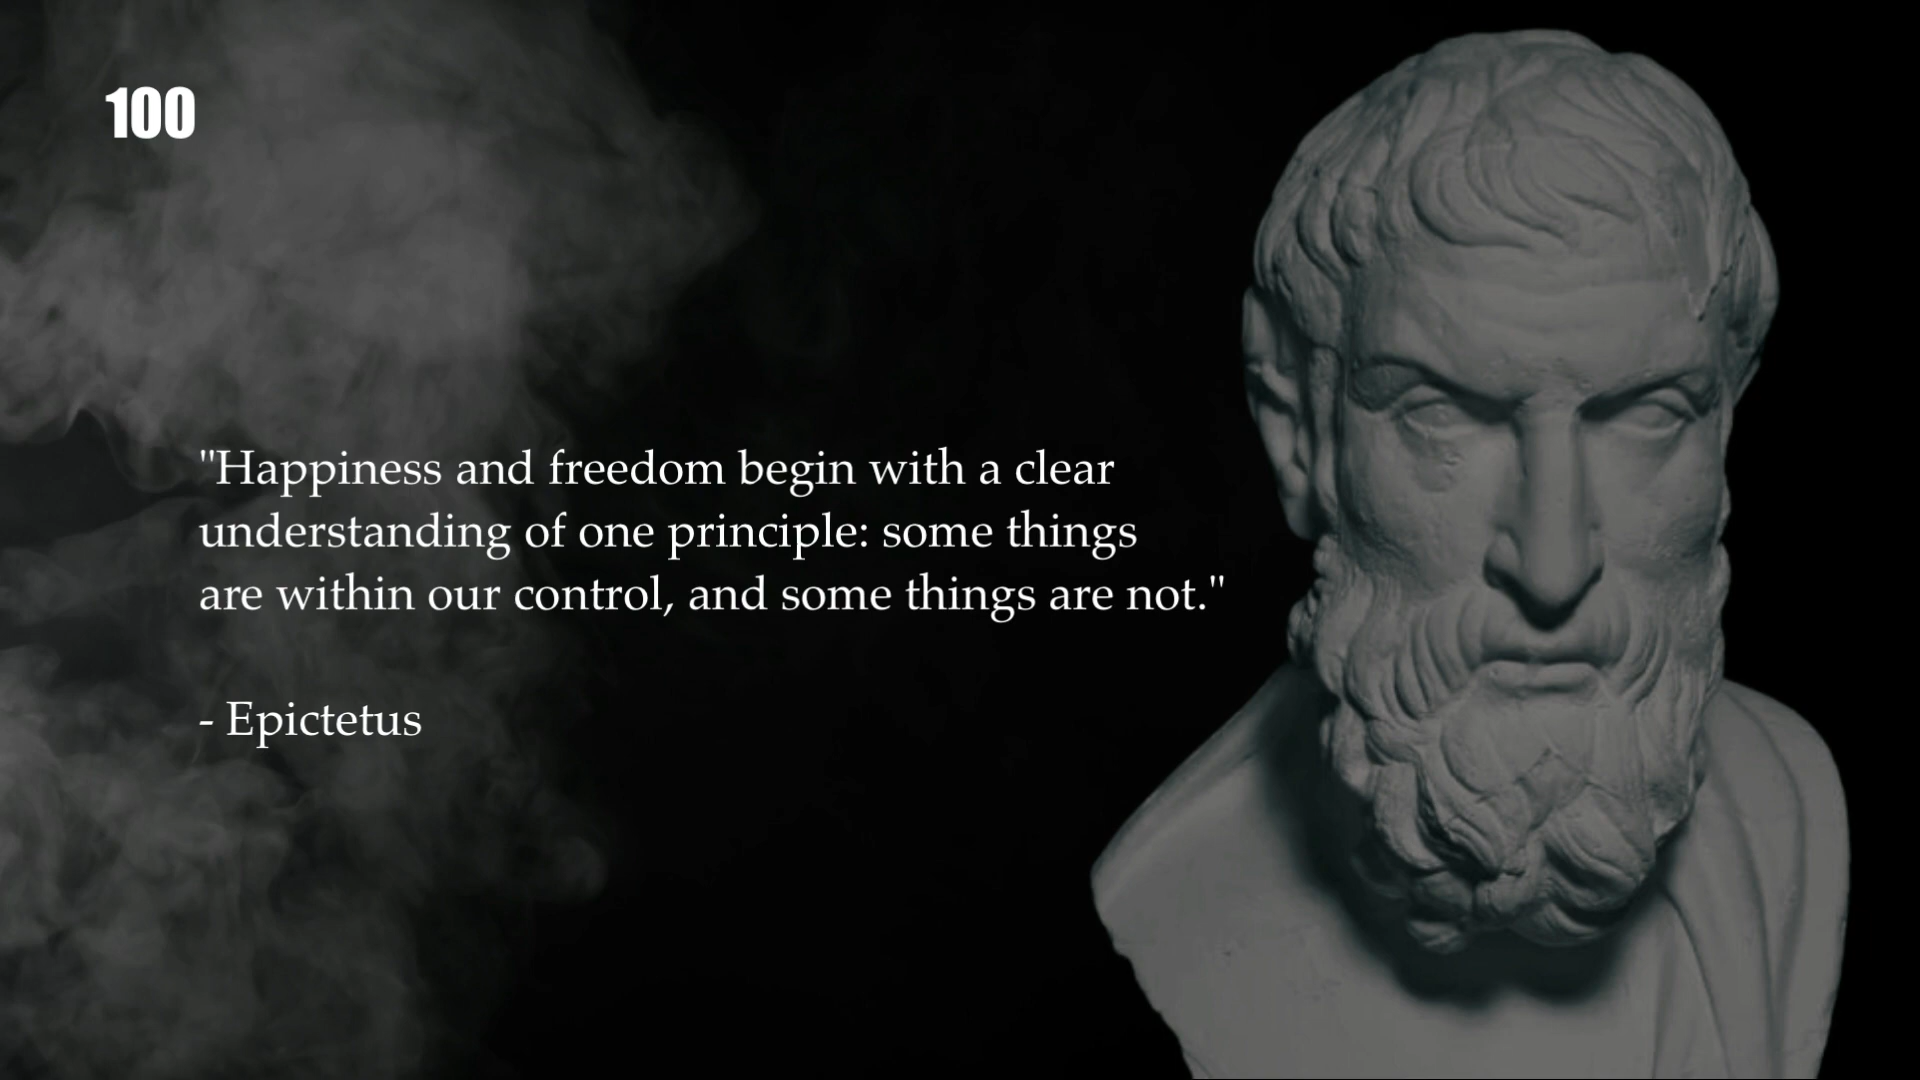 100
"Happiness and freedom begin with a clear
understanding of one principle: some things
are within our control, and some things are not."
- Epictetus